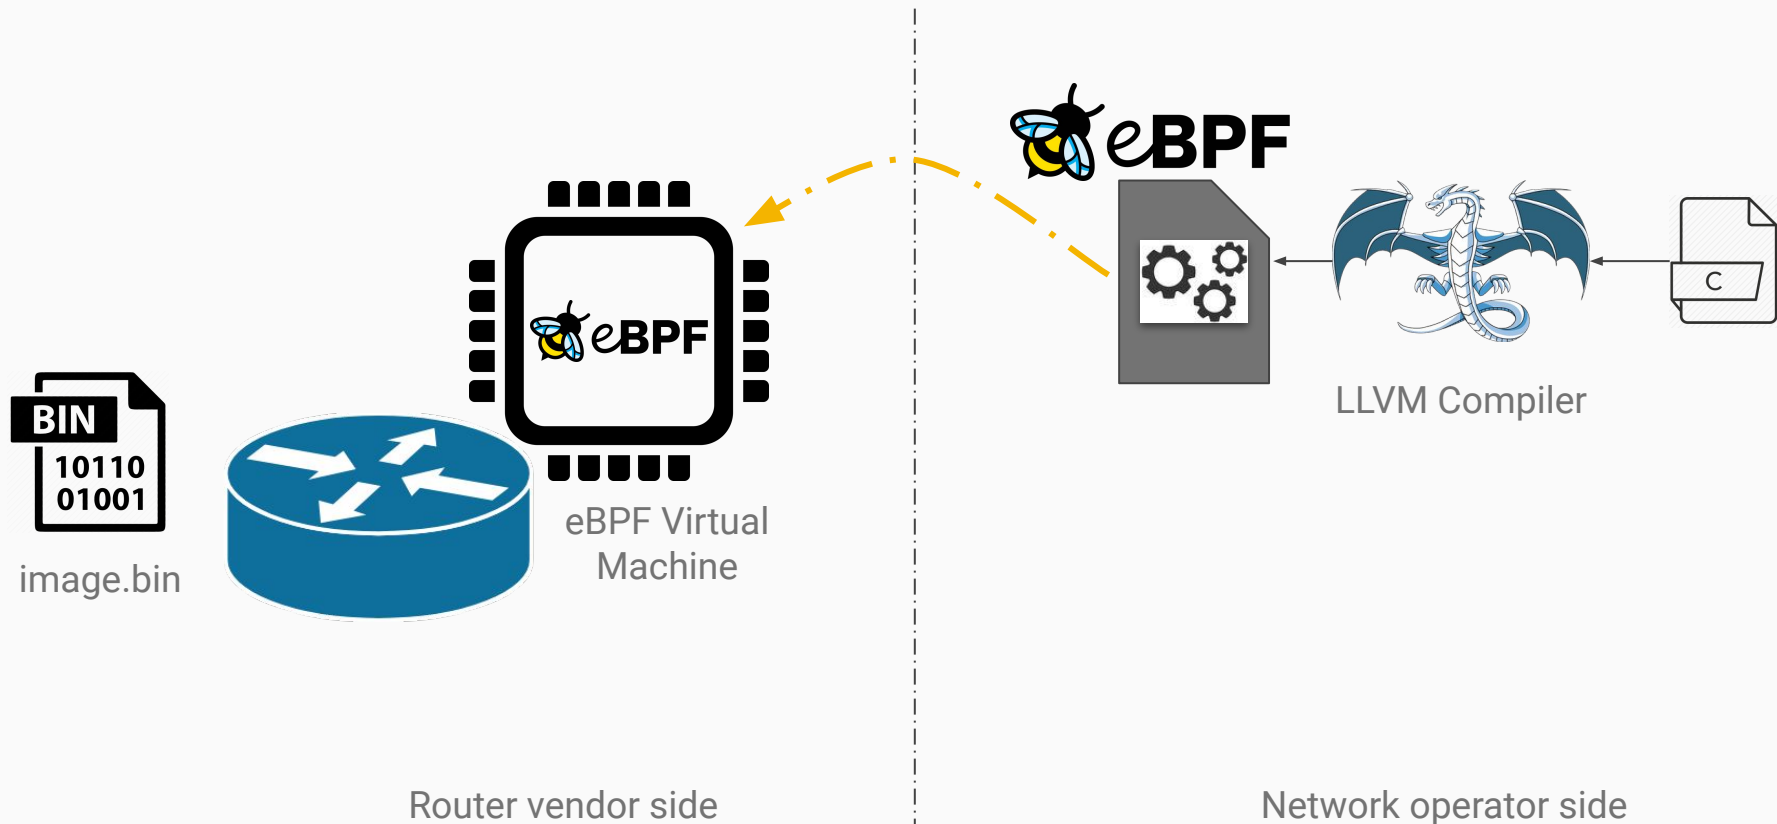 eBPF
eBPF
BIN
10110
01001
image.bin
eBPF Virtual
Machine
C
LLVM Compiler
Router vendor side
Network operator side